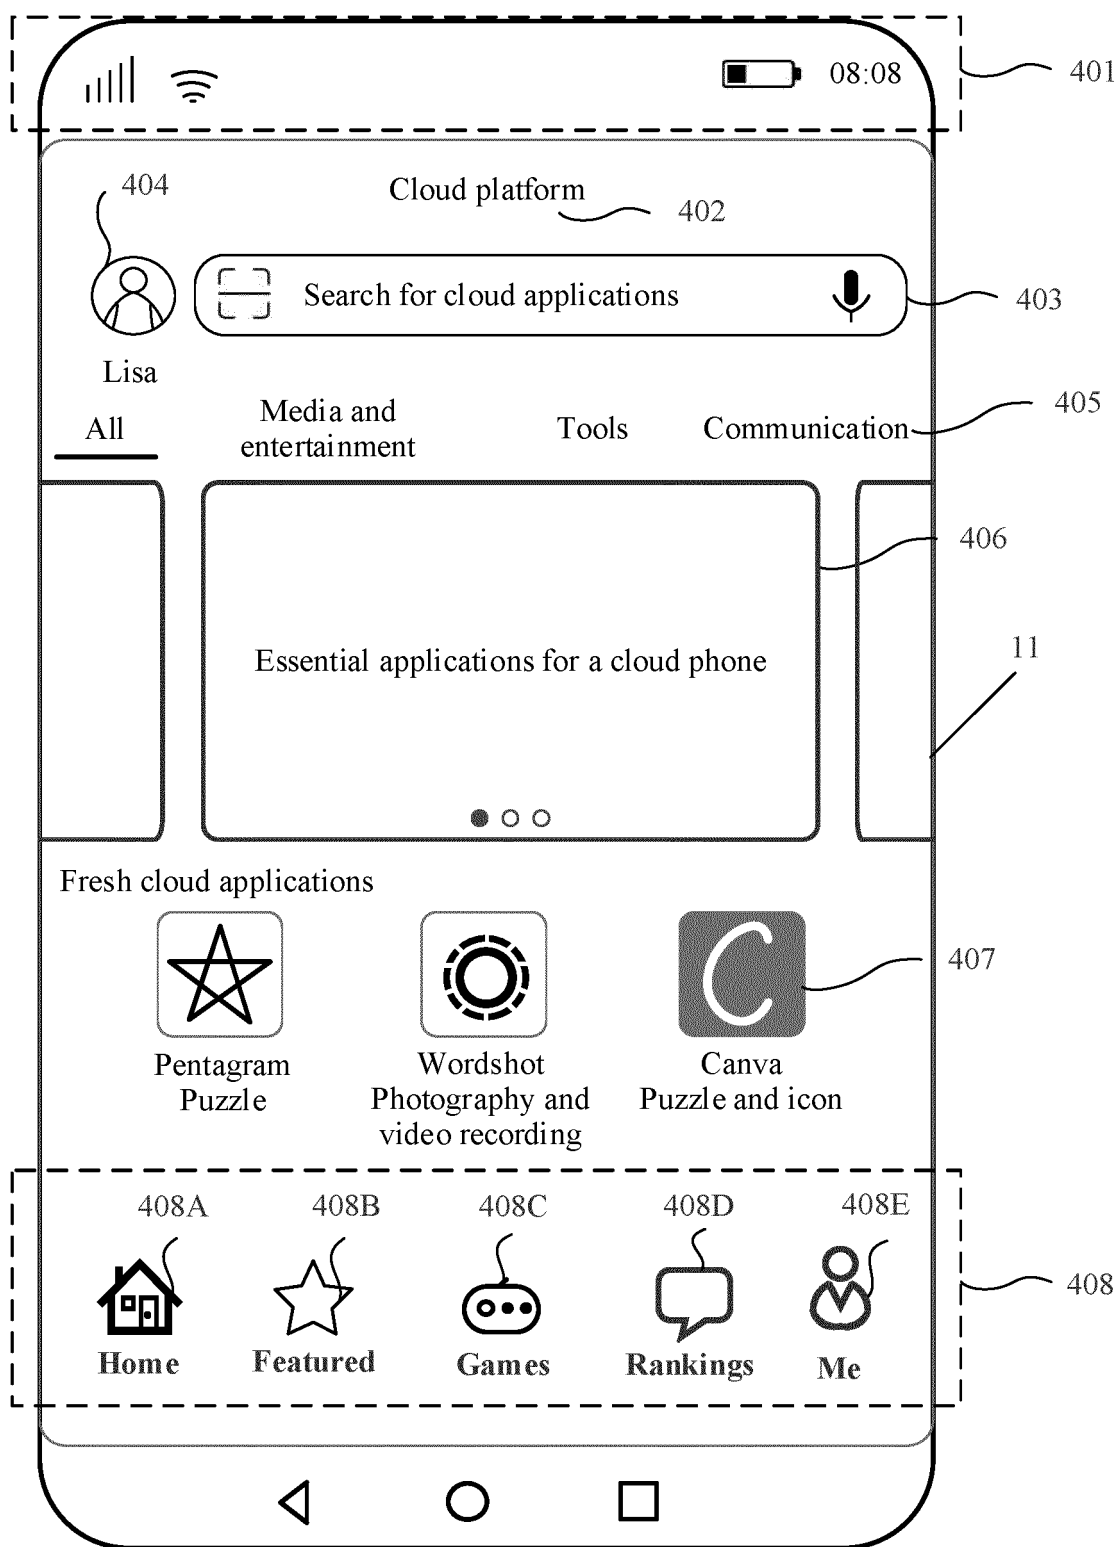 08:08
401
404
Cloud platform
402
Search for cloud applications
403
Lisa
405
All
Media and
entertainment
Tools
Communication
406
Essential applications for a cloud phone
11
Fresh cloud applications
407
Pentagram
Puzzle
Wordshot
Photography and
video recording
Canva
Puzzle and icon
408A
408B
408C
408D
408E
408
Home
Featured
Games
Rankings
Me